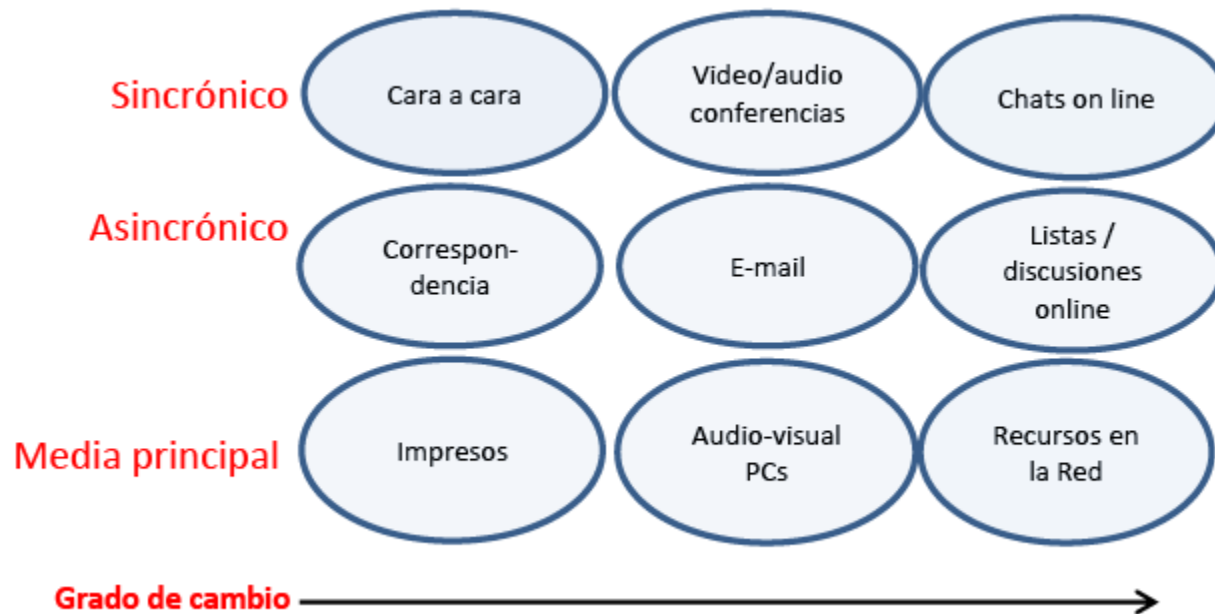 Sincrónico
Cara a cara
Video/audio
conferencias
Chats on line
Asincrónico
Correspon-
dencia
E-mail
Listas /
discusiones
online
Media principal
Impresos
Audio-visual
PCs
Recursos en
la Red
Grado de cambio